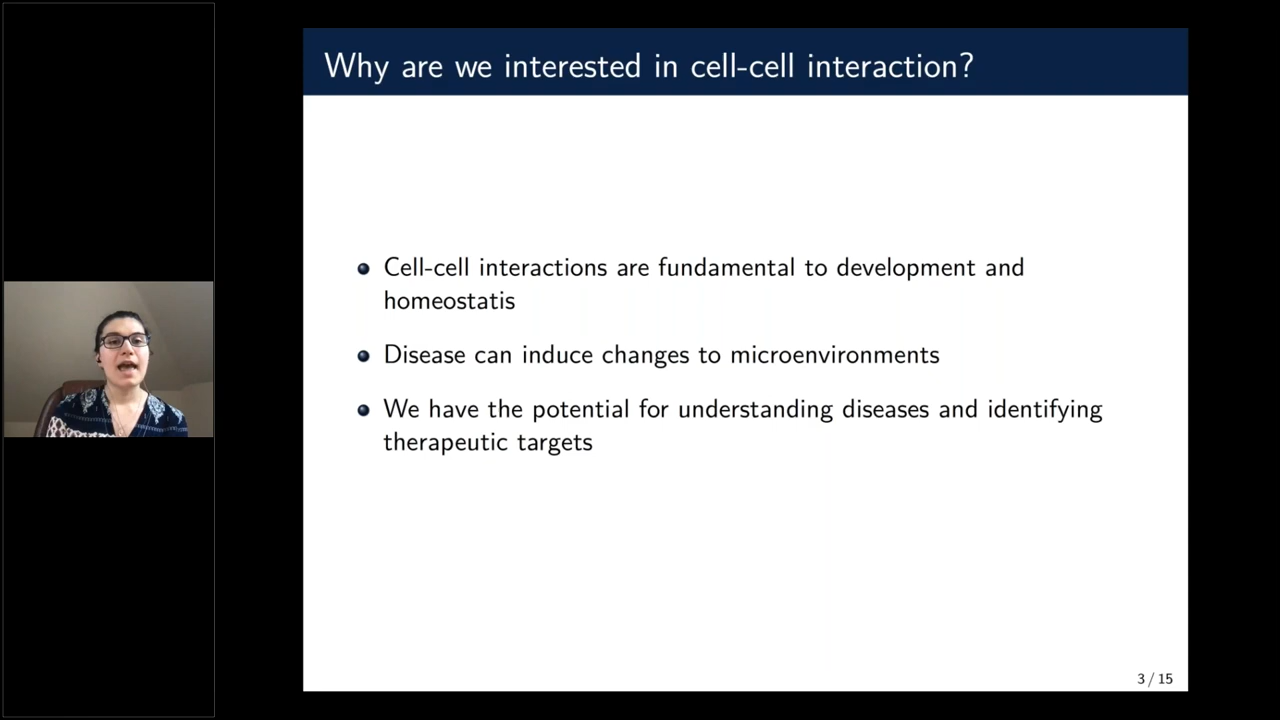 Why are we interested in cell-cell interaction?
Cell-cell interactions are fundamental to development and
homeostatis
Disease can induce changes to microenvironments
We have the potential for understanding diseases and identifying
therapeutic targets
3 / 15